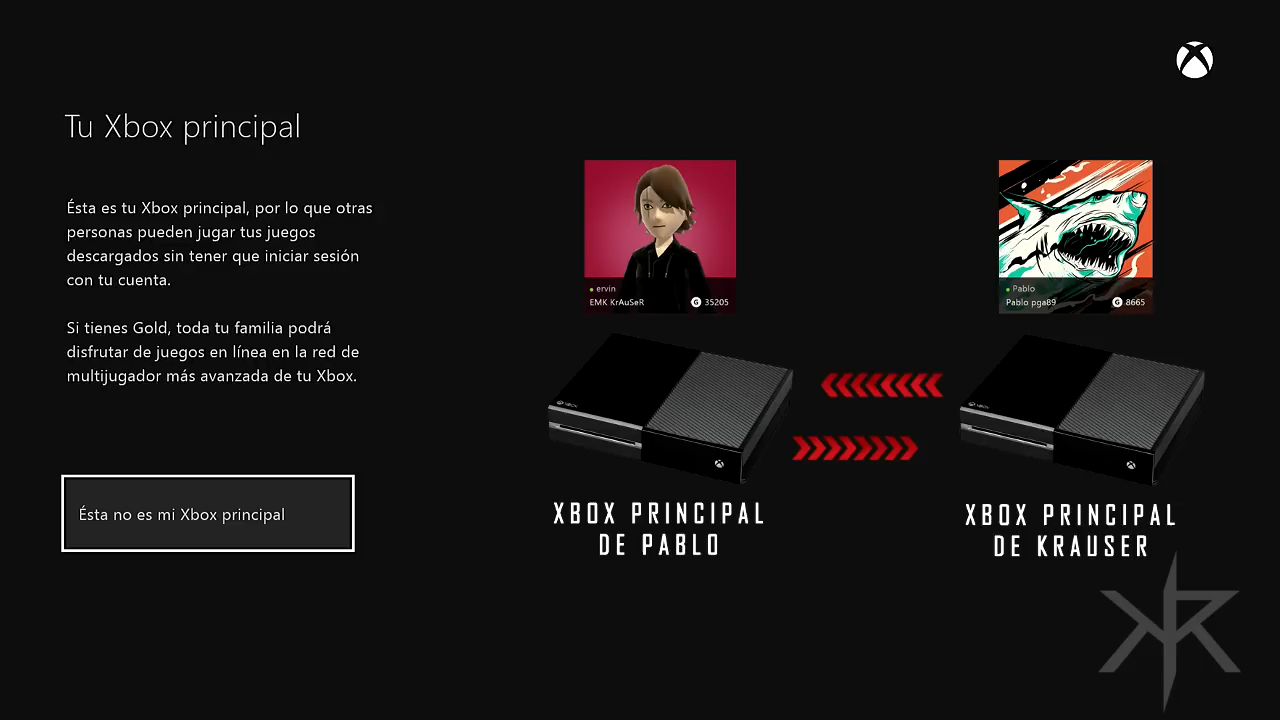 Tu Xbox principal
Ésta es tu Xbox principal, por lo que otras
personas pueden jugar tus juegos
descargados sin tener que iniciar sesión
con tu cuenta.
Si tienes Gold, toda tu familia podrá
disfrutar de juegos en línea en la red de
multijugador más avanzada de tu Xbox.
Ésta no es mi Xbox principal
ervin
EMK KrAuSeR G 35205
Pablo
Pablo pga89 G 8665
XBOX
XBOX
XBOX PRINCIPAL
DE PABLO
XBOX PRINCIPAL
DE KRAUSER
KR